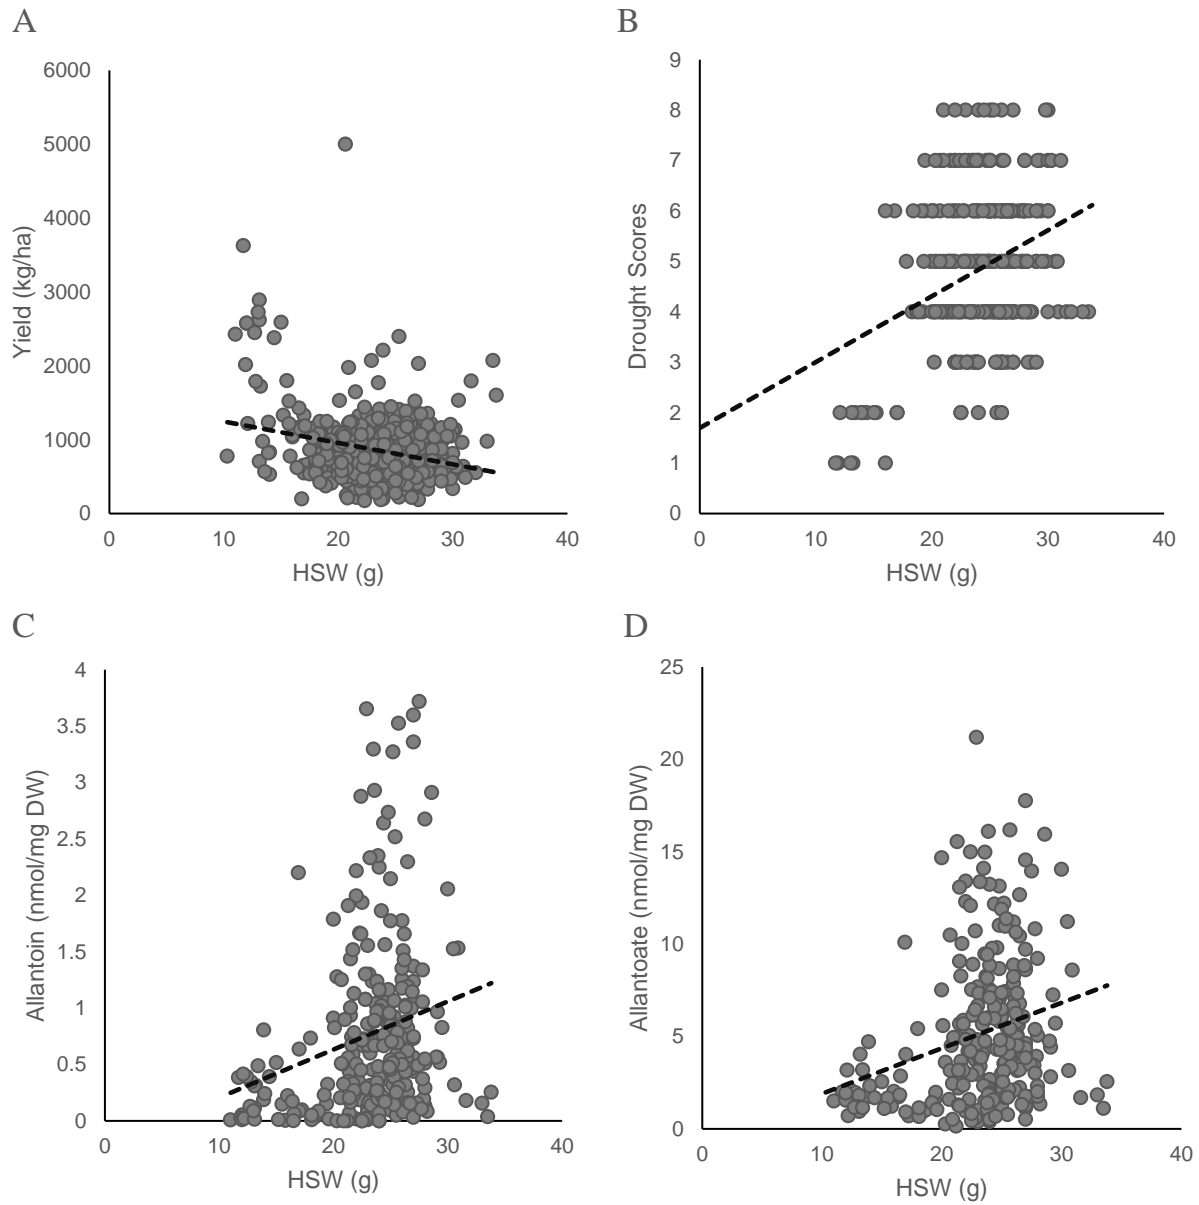 A
6000
5000
4000
3000
2000
1000
0
0 10 20 30 40
Yield (kg/ha)
HSW (g)
B
9
8
7
6
5
4
3
2
1
0
0 10 20 30 40
Drought Scores
HSW (g)
C
4
3.5
3
2.5
2
1.5
1
0.5
0
0 10 20 30 40
Allantoin (nmol/mg DW)
HSW (g)
D
25
20
15
10
5
0
0 10 20 30 40
Allantoate (nmol/mg DW)
HSW (g)